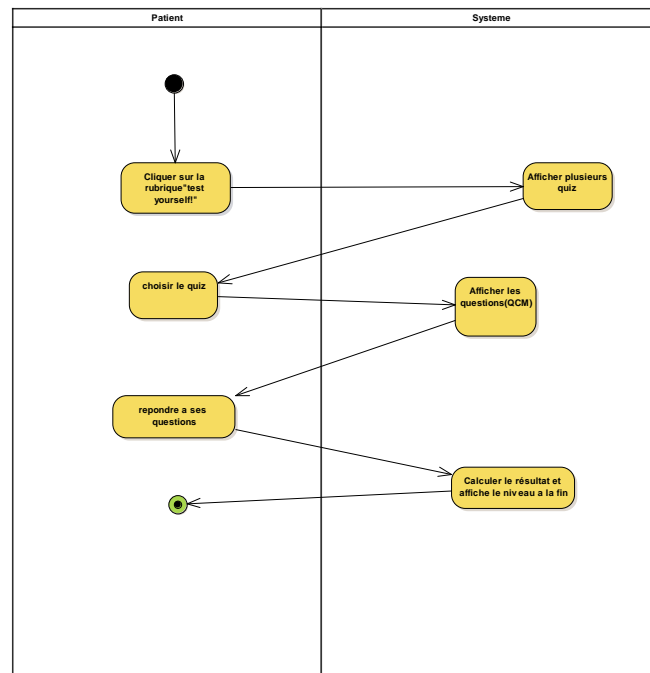 Patient
Systeme
Cliquer sur la
rubrique"test
yourself!"
Afficher plusieurs
quiz
choisir le quiz
Afficher les
questions(QCM)
repondre a ses
questions
Calculer le résultat et
affiche le niveau a la fin